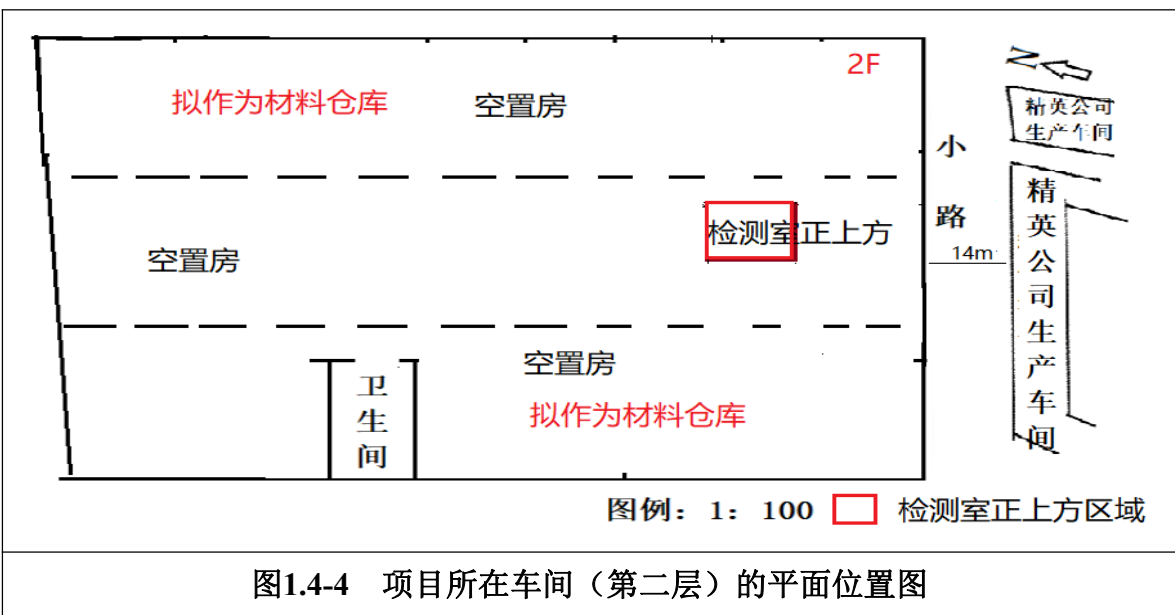 2F
拟作为材料仓库
空置房
N
精英公司
生产车间
小路
检测室正上方
14m
空置房
精英公司生产车间
空置房
拟作为材料仓库
卫生间
图例：1：100
检测室正上方区域
图1.4-4 项目所在车间（第二层）的平面位置图